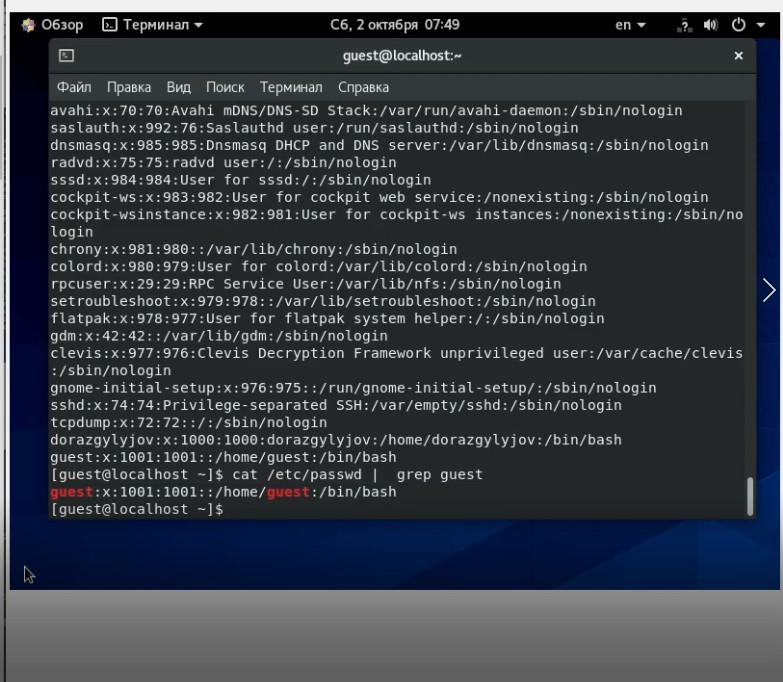 Обзор Терминал Сб, 2 октября 07:49 en
guest@localhost:~
Файл Правка Вид Поиск Терминал Справка
avahi:x:70:70:Avahi mDNS/DNS-SD Stack:/var/run/avahi-daemon:/sbin/nologin
saslauth:x:992:76:Saslauthd user:/run/saslauthd:/sbin/nologin
dnsmasq:x:985:985:Dnsmasq DHCP and DNS server:/var/lib/dnsmasq:/sbin/nologin
radvd:x:75:75:radvd user:/:/sbin/nologin
sssd:x:984:984:User for sssd:/:/sbin/nologin
cockpit-ws:x:983:982:User for cockpit web service:/nonexisting:/sbin/nologin
cockpit-wsinstance:x:982:981:User for cockpit-ws instances:/nonexisting:/sbin/no
login
chrony:x:981:980::/var/lib/chrony:/sbin/nologin
colord:x:980:979:User for colord:/var/lib/colord:/sbin/nologin
rpcuser:x:29:29:RPC Service User:/var/lib/nfs:/sbin/nologin
setroubleshoot:x:979:978::/var/lib/setroubleshoot:/sbin/nologin
flatpak:x:978:977:User for flatpak system helper:/:/sbin/nologin
gdm:x:42:42::/var/lib/gdm:/sbin/nologin
clevis:x:977:976:Clevis Decryption Framework unprivileged user:/var/cache/clevis
:/sbin/nologin
gnome-initial-setup:x:976:975::/run/gnome-initial-setup/:/sbin/nologin
sshd:x:74:74:Privilege-separated SSH:/var/empty/sshd:/sbin/nologin
tcpdump:x:72:72::/:/sbin/nologin
dorazgylyjov:x:1000:1000:dorazgylyjov:/home/dorazgylyjov:/bin/bash
guest:x:1001:1001::/home/guest:/bin/bash
[guest@localhost ~]$ cat /etc/passwd |  grep guest
guest:x:1001:1001::/home/guest:/bin/bash
[guest@localhost ~]$